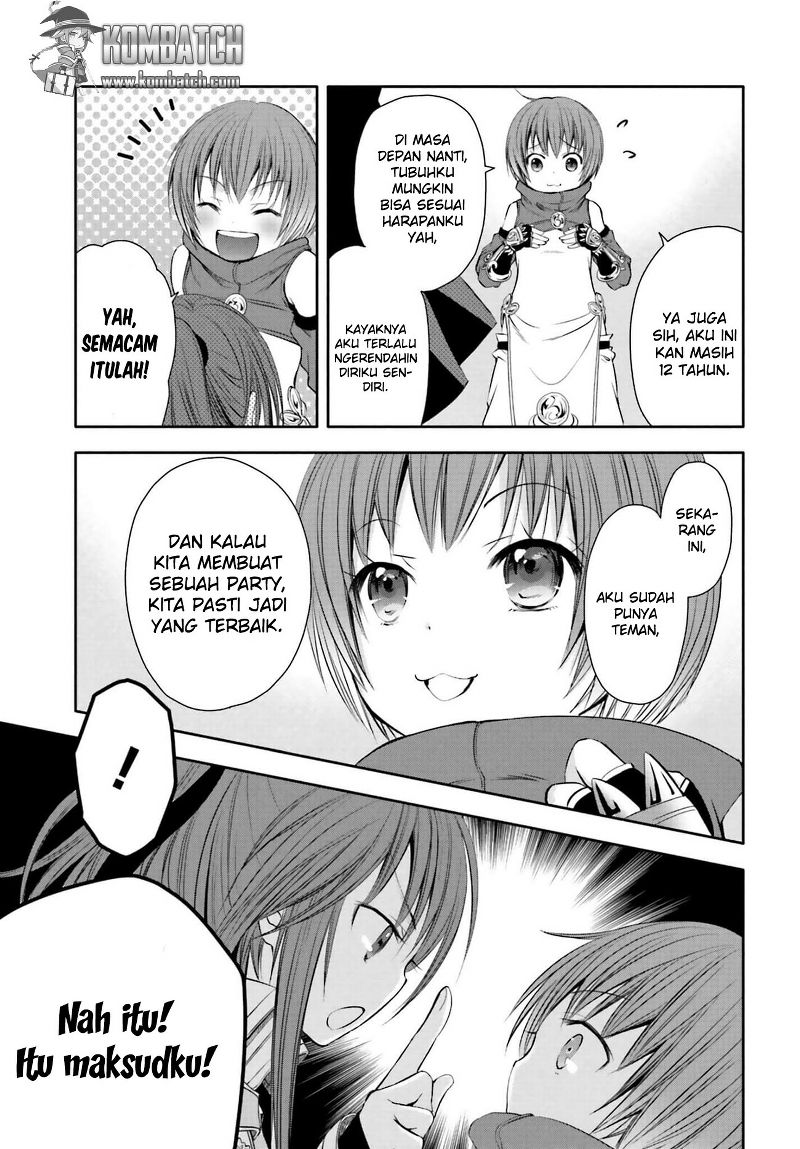 KOMBATCH
www.kombatch.com
YA JUGA
SIH, AKU INI
KAN MASIH
12 TAHUN.
DI MASA
DEPAN NANTI,
TUBUHKU
MUNGKIN
BISA SESUAI
HARAPANKU
YAH,
KAYAKNYA
AKU TERLALU
NGERENDAHIN
DIRIKU SEN-
DIRI.
YAH,
SEMACAM
ITULAH!
SEKA-
RANG
INI,
AKU SUDAH
PUNYA
TEMAN,
DAN KALAU
KITA MEMBUAT
SEBUAH PARTY,
KITA PASTI JADI
YANG TERBAIK.
!
Nah itu!
Itu maksudku!